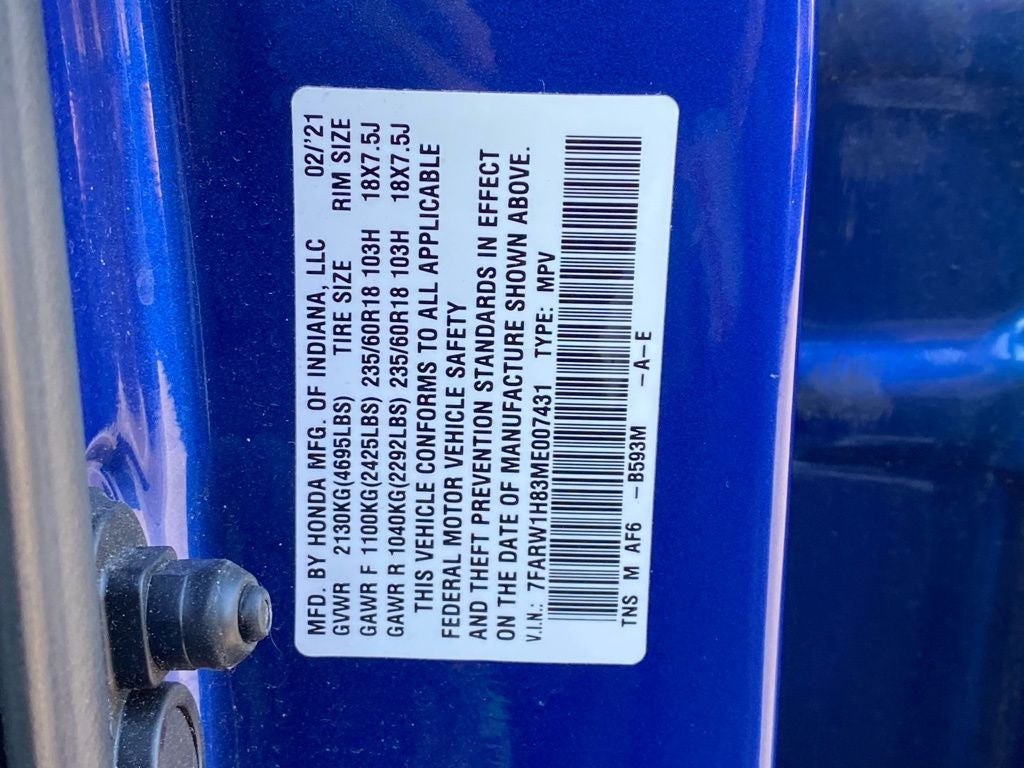 MFD. BY HONDA MFG. OF INDIANA, LLC 02/'21
GVWR 2130KG(4695LBS) TIRE SIZE RIM SIZE
GAWR F 1100KG(2425LBS) 235/60R18 103H 18X7.5J
GAWR R 1040KG(2292LBS) 235/60R18 103H 18X7.5J
THIS VEHICLE CONFORMS TO ALL APPLICABLE
FEDERAL MOTOR VEHICLE SAFETY
AND THEFT PREVENTION STANDARDS IN EFFECT
ON THE DATE OF MANUFACTURE SHOWN ABOVE.
V.I.N.: 7FARW1H83ME007431 TYPE: MPV
TNS M AF6 -B593M -A-E